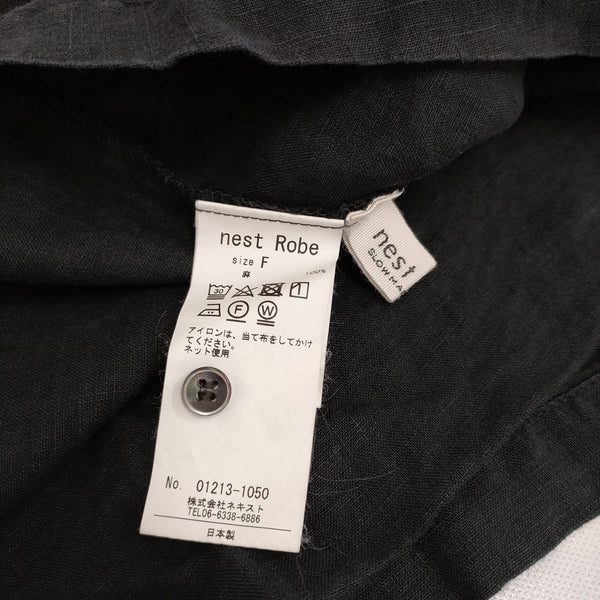 nest Robe
size F
麻 100%
30
F W
アイロンは、当て布をしてかけ
てください。
ネット使用
No. 01213-1050
株式会社ネキスト
TEL06-6338-6886
日本製
nest
SLOW MA